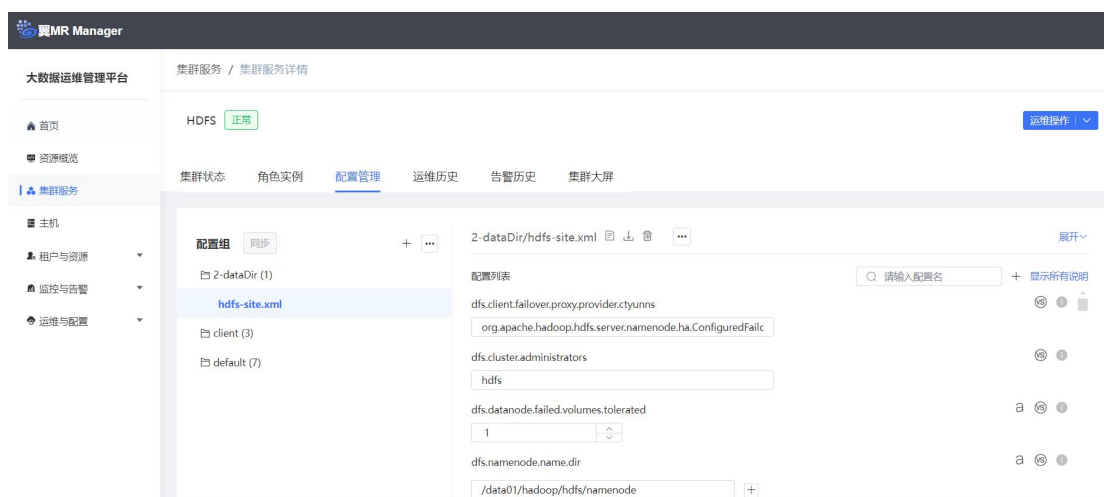 翼MR Manager
大数据运维管理平台
集群服务 / 集群服务详情
首页
HDFS 正常
运维操作
资源概览
集群状态 角色实例 配置管理 运维历史 告警历史 集群大屏
集群服务
主机
配置组 同步
2-dataDir/hdfs-site.xml
展开
租户与资源
2-dataDir (1)
配置列表
请输入配置名
显示所有说明
监控与告警
hdfs-site.xml
dfs.client.failover.proxy.provider.ctyunns
运维与配置
org.apache.hadoop.hdfs.server.namenode.ha.ConfiguredFailc
client (3)
dfs.cluster.administrators
default (7)
hdfs
dfs.datanode.failed.volumes.tolerated
1
dfs.namenode.name.dir
/data01/hadoop/hdfs/namenode